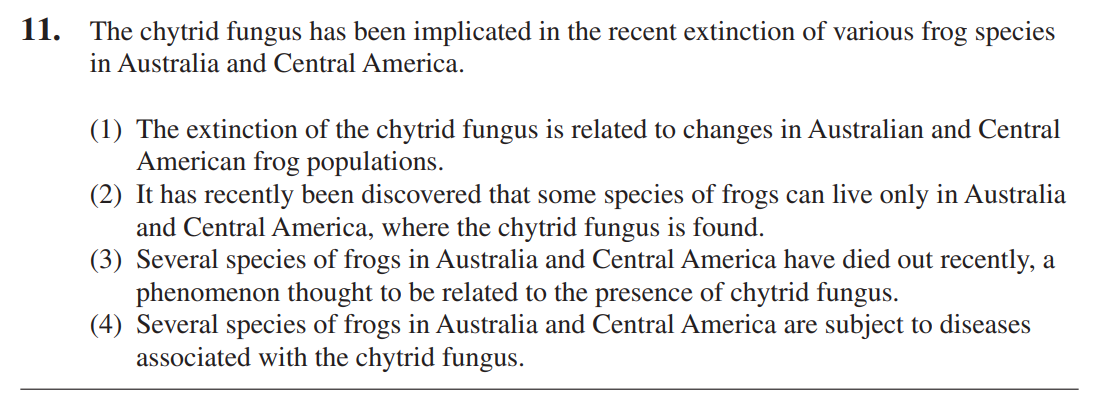 11. The chytrid fungus has been implicated in the recent extinction of various frog species
in Australia and Central America.
(1) The extinction of the chytrid fungus is related to changes in Australian and Central
American frog populations.
(2) It has recently been discovered that some species of frogs can live only in Australia
and Central America, where the chytrid fungus is found.
(3) Several species of frogs in Australia and Central America have died out recently, a
phenomenon thought to be related to the presence of chytrid fungus.
(4) Several species of frogs in Australia and Central America are subject to diseases
associated with the chytrid fungus.